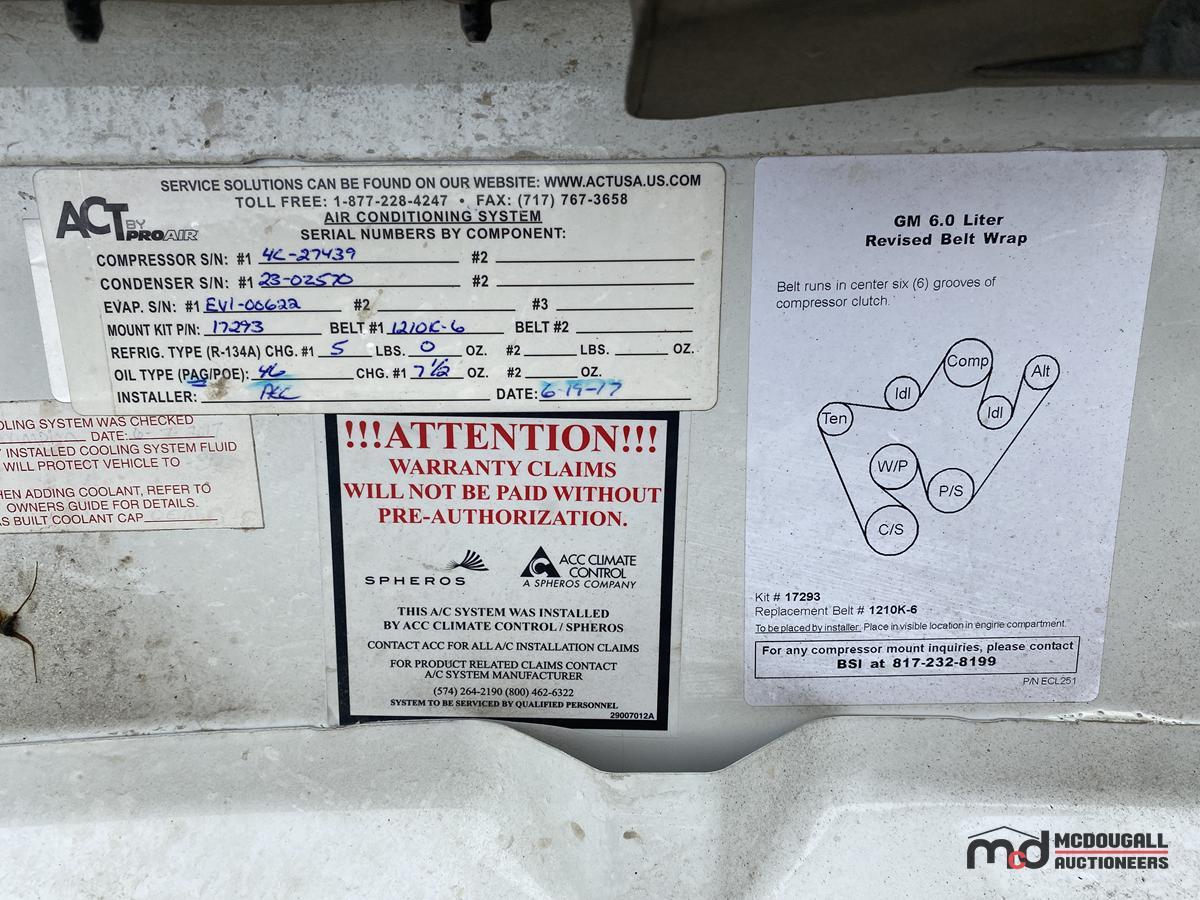 SERVICE SOLUTIONS CAN BE FOUND ON OUR WEBSITE: WWW.ACTUSA.US.COM
TOLL FREE: 1-877-228-4247 • FAX: (717) 767-3658
ACT BY PROAIR
AIR CONDITIONING SYSTEM
SERIAL NUMBERS BY COMPONENT:
COMPRESSOR S/N: #1 4C-27439 #2
CONDENSER S/N: #1 23-02570 #2
EVAP. S/N: #1 EV1-00622 #2 #3
MOUNT KIT P/N: 17293 BELT #1 1210K-6 BELT #2
REFRIG. TYPE (R-134A) CHG. #1 5 LBS. 0 OZ. #2 LBS. OZ.
OIL TYPE (PAG/POE): 46 CHG. #1 7 1/2 OZ. #2 OZ.
INSTALLER: ACC DATE: 6-19-17
OLING SYSTEM WAS CHECKED
DATE:
INSTALLED COOLING SYSTEM FLUID
WILL PROTECT VEHICLE TO
HEN ADDING COOLANT, REFER TO
OWNERS GUIDE FOR DETAILS.
AS BUILT COOLANT CAP
!!!ATTENTION!!!
WARRANTY CLAIMS
WILL NOT BE PAID WITHOUT
PRE-AUTHORIZATION.
SPHEROS
ACC CLIMATE
CONTROL
A SPHEROS COMPANY
THIS A/C SYSTEM WAS INSTALLED
BY ACC CLIMATE CONTROL / SPHEROS
CONTACT ACC FOR ALL A/C INSTALLATION CLAIMS
FOR PRODUCT RELATED CLAIMS CONTACT
A/C SYSTEM MANUFACTURER
(574) 264-2190 (800) 462-6322
SYSTEM TO BE SERVICED BY QUALIFIED PERSONNEL
29007012A
GM 6.0 Liter
Revised Belt Wrap
Belt runs in center six (6) grooves of
compressor clutch.
Comp
Alt
Idl
Idl
Ten
W/P
P/S
C/S
Kit # 17293
Replacement Belt # 1210K-6
To be placed by installer. Place in visible location in engine compartment.
For any compressor mount inquiries, please contact
BSI at 817-232-8199
P/N ECL251
mcd MCDOUGALL
AUCTIONEERS